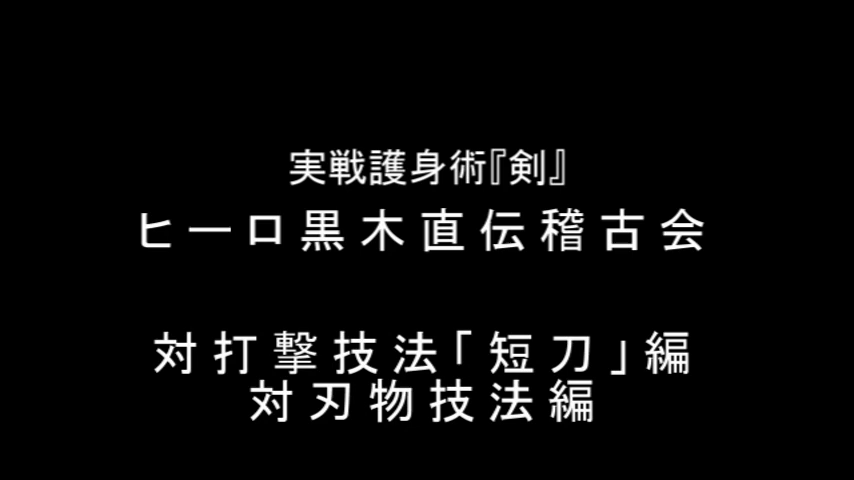 実戦護身術『剣』
ヒーロ黒木直伝稽古会
対打撃技法「短刀」編
対刃物技法編